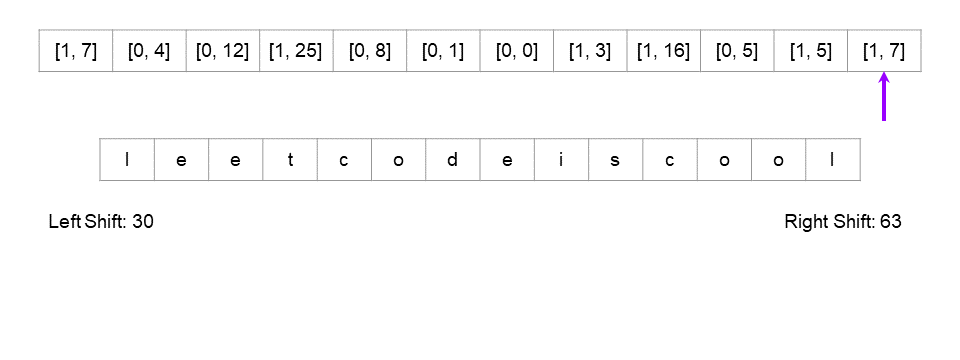 [1, 7] [0, 4] [0, 12] [1, 25] [0, 8] [0, 1] [0, 0] [1, 3] [1, 16] [0, 5] [1, 5] [1, 7]
l e e t c o d e i s c o o l
Left Shift: 30 Right Shift: 63